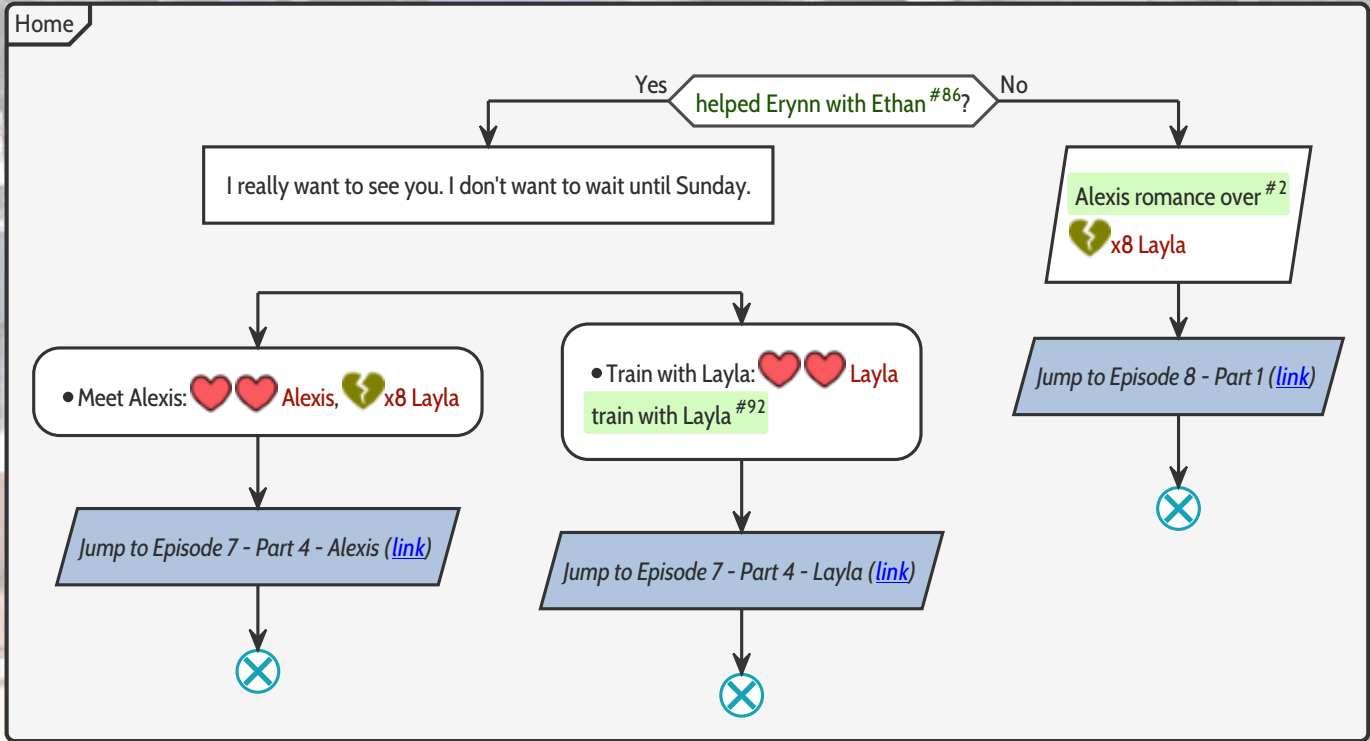 Home
Yes
helped Erynn with Ethan #86?
No
I really want to see you. I don't want to wait until Sunday.
Alexis romance over #2
x8 Layla
• Meet Alexis: Alexis, x8 Layla
• Train with Layla: Layla
train with Layla #92
Jump to Episode 8 - Part 1 (link)
Jump to Episode 7 - Part 4 - Alexis (link)
Jump to Episode 7 - Part 4 - Layla (link)